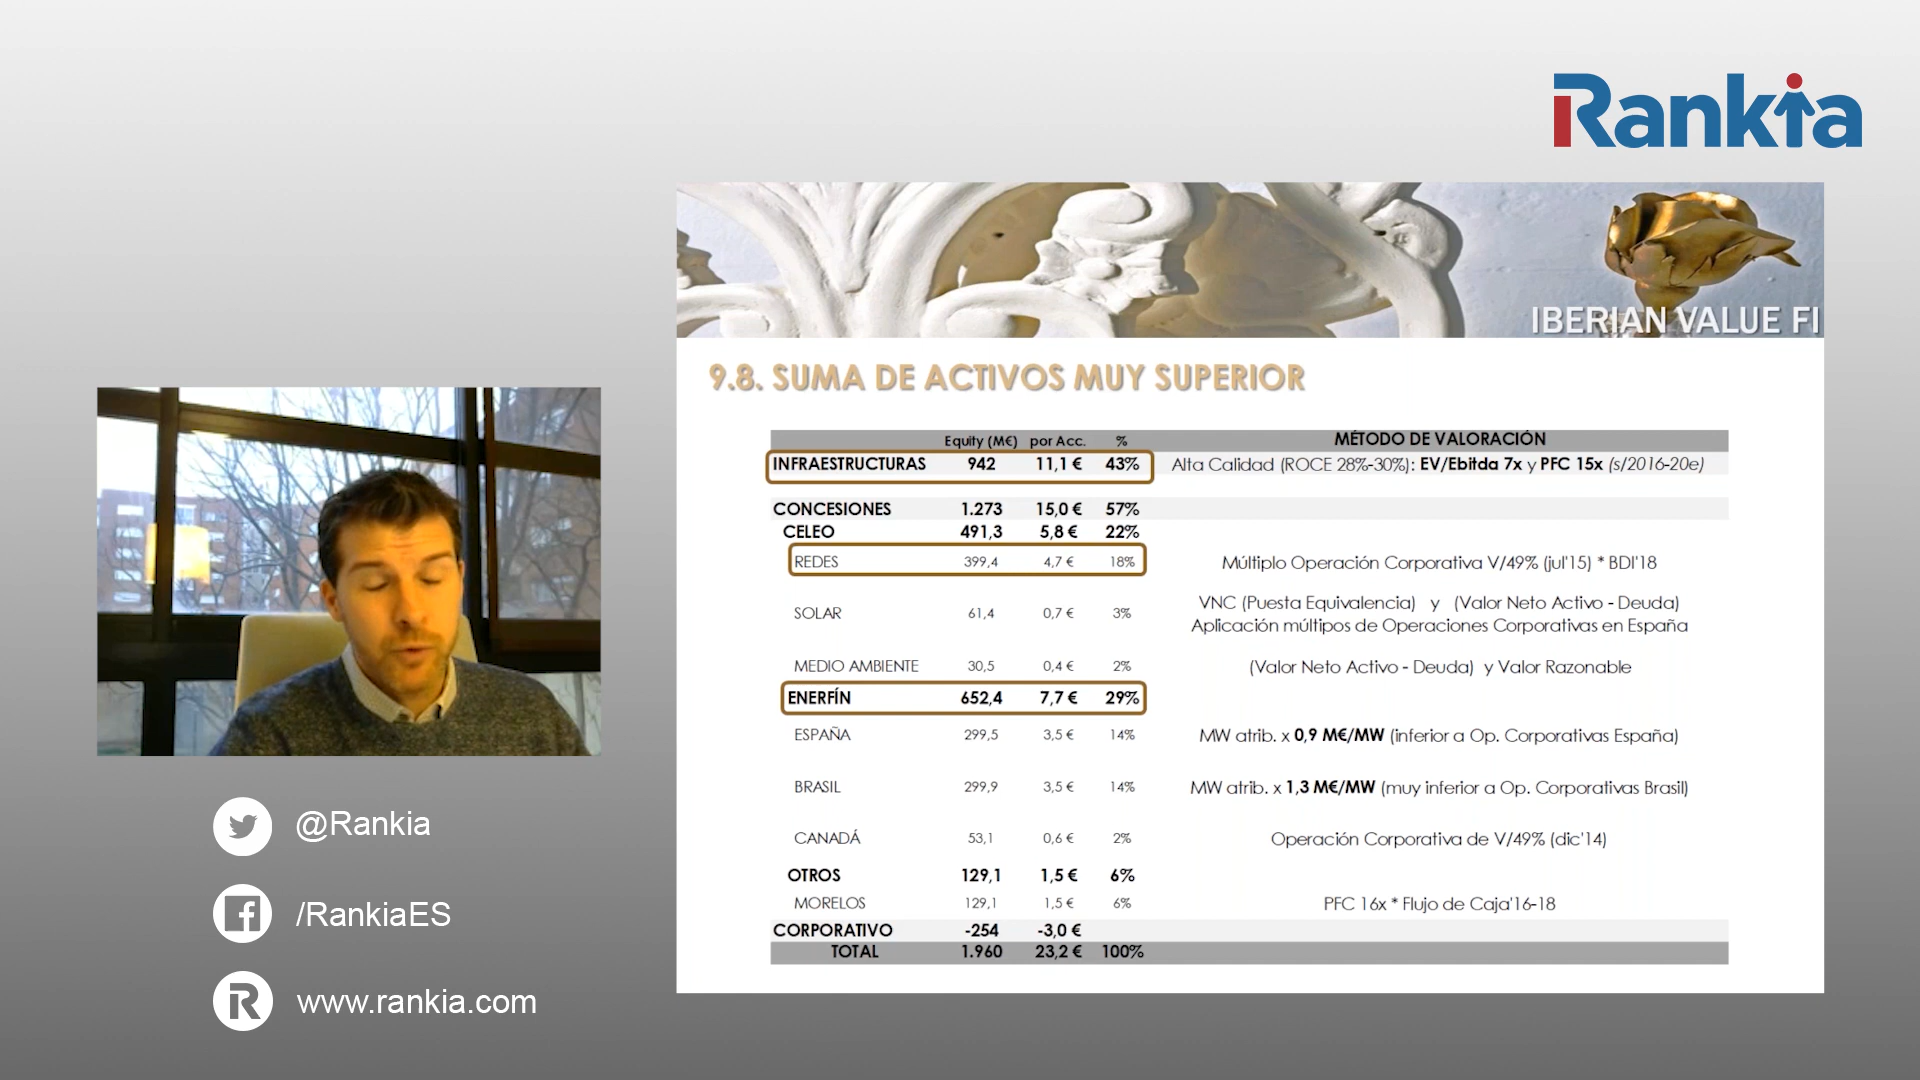 Rankia
IBERIAN VALUE FI
9.8. SUMA DE ACTIVOS MUY SUPERIOR
Equity (M€) por Acc. % MÉTODO DE VALORACIÓN
INFRAESTRUCTURAS 942 11,1 € 43% Alta Calidad (ROCE 28%-30%): EV/Ebitda 7x y PFC 15x (s/2016-20e)
CONCESIONES 1.273 15,0 € 57%
CELEO 491,3 5,8 € 22%
REDES 399,4 4,7 € 18% Múltiplo Operación Corporativa V/49% (jul'15) * BDI'18
SOLAR 61,4 0,7 € 3% VNC (Puesta Equivalencia) y (Valor Neto Activo - Deuda)
Aplicación múltipos de Operaciones Corporativas en España
MEDIO AMBIENTE 30,5 0,4 € 2% (Valor Neto Activo - Deuda) y Valor Razonable
ENERFÍN 652,4 7,7 € 29%
ESPAÑA 299,5 3,5 € 14% MW atrib. x 0,9 M€/MW (inferior a Op. Corporativas España)
BRASIL 299,9 3,5 € 14% MW atrib. x 1,3 M€/MW (muy inferior a Op. Corporativas Brasil)
CANADÁ 53,1 0,6 € 2% Operación Corporativa de V/49% (dic'14)
OTROS 129,1 1,5 € 6%
MORELOS 129,1 1,5 € 6% PFC 16x * Flujo de Caja'16-18
CORPORATIVO -254 -3,0 €
TOTAL 1.960 23,2 € 100%
@Rankia
/RankiaES
www.rankia.com